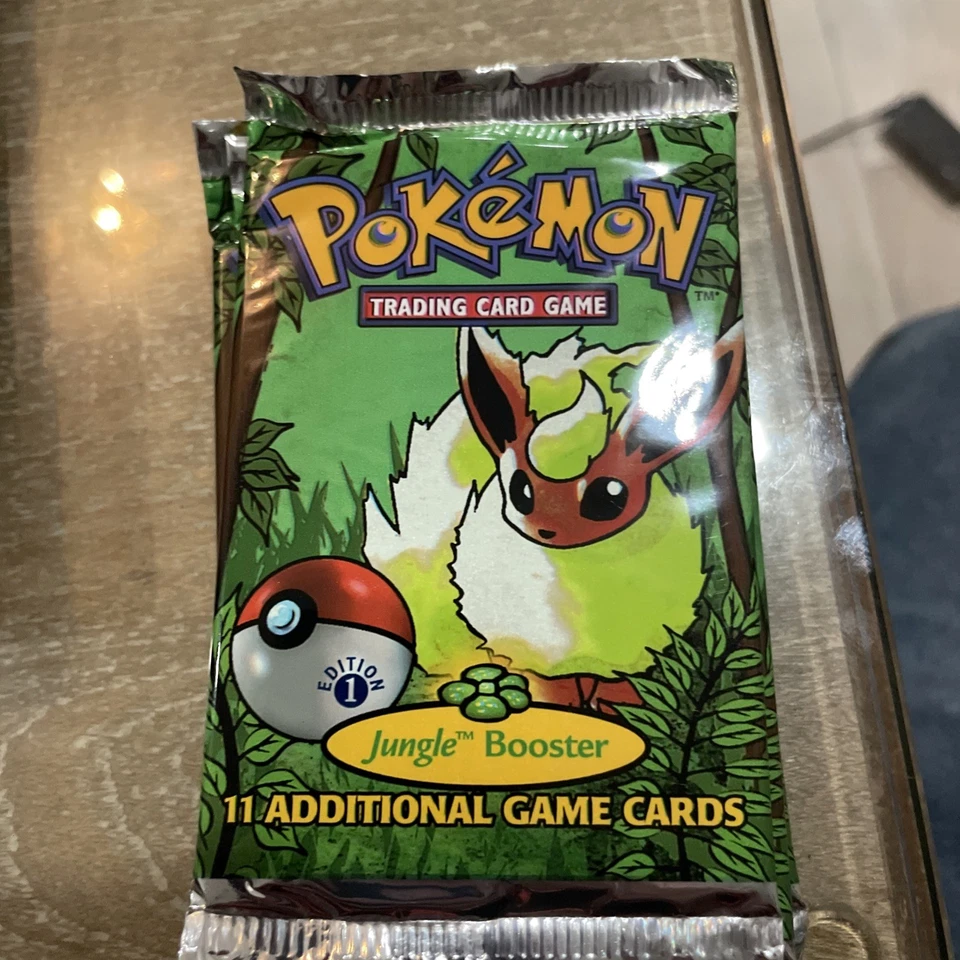 POKéMON
TM*
TRADING CARD GAME
EDITION
1
Jungle™ Booster
11 ADDITIONAL GAME CARDS